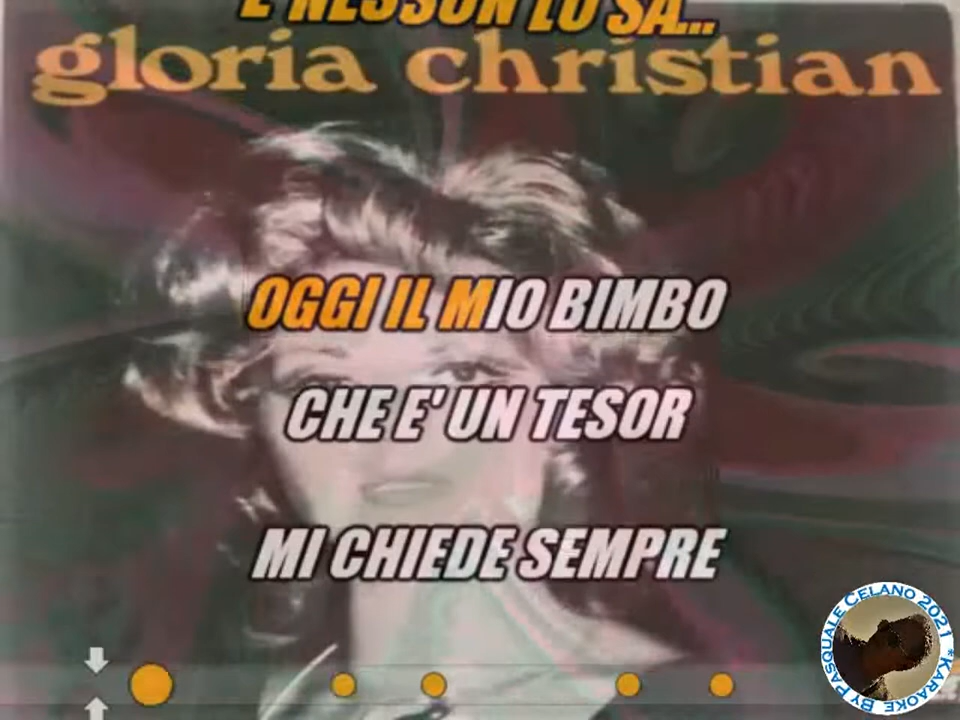 E NESSUN LO SA...
gloria christian
OGGI IL MIO BIMBO
CHE E' UN TESOR
MI CHIEDE SEMPRE
BY PASQUALE CELANO 2021 *KARAOKE